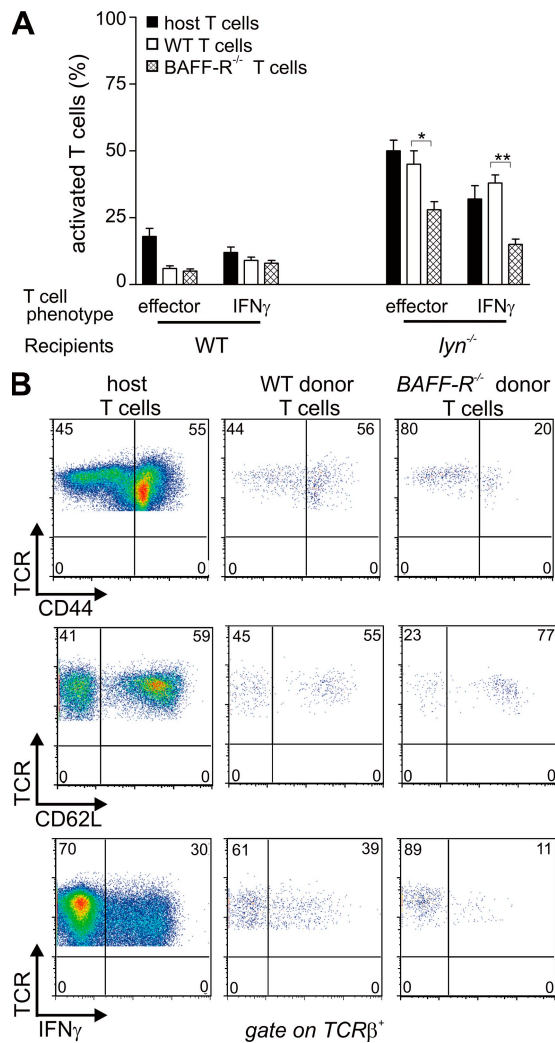 A
host T cells
WT T cells
BAFF-R-/- T cells
activated T cells (%)
100
75
50
25
0
*
**
T cell
phenotype
effector
IFNγ
effector
IFNγ
Recipients
WT
lyn-/-
B
host
T cells
WT donor
T cells
BAFF-R-/- donor
T cells
45
55
0
0
44
56
0
0
80
20
0
0
TCR
CD44
41
59
0
0
45
55
0
0
23
77
0
0
TCR
CD62L
70
30
0
0
61
39
0
0
89
11
0
0
TCR
IFNγ
gate on TCRβ+